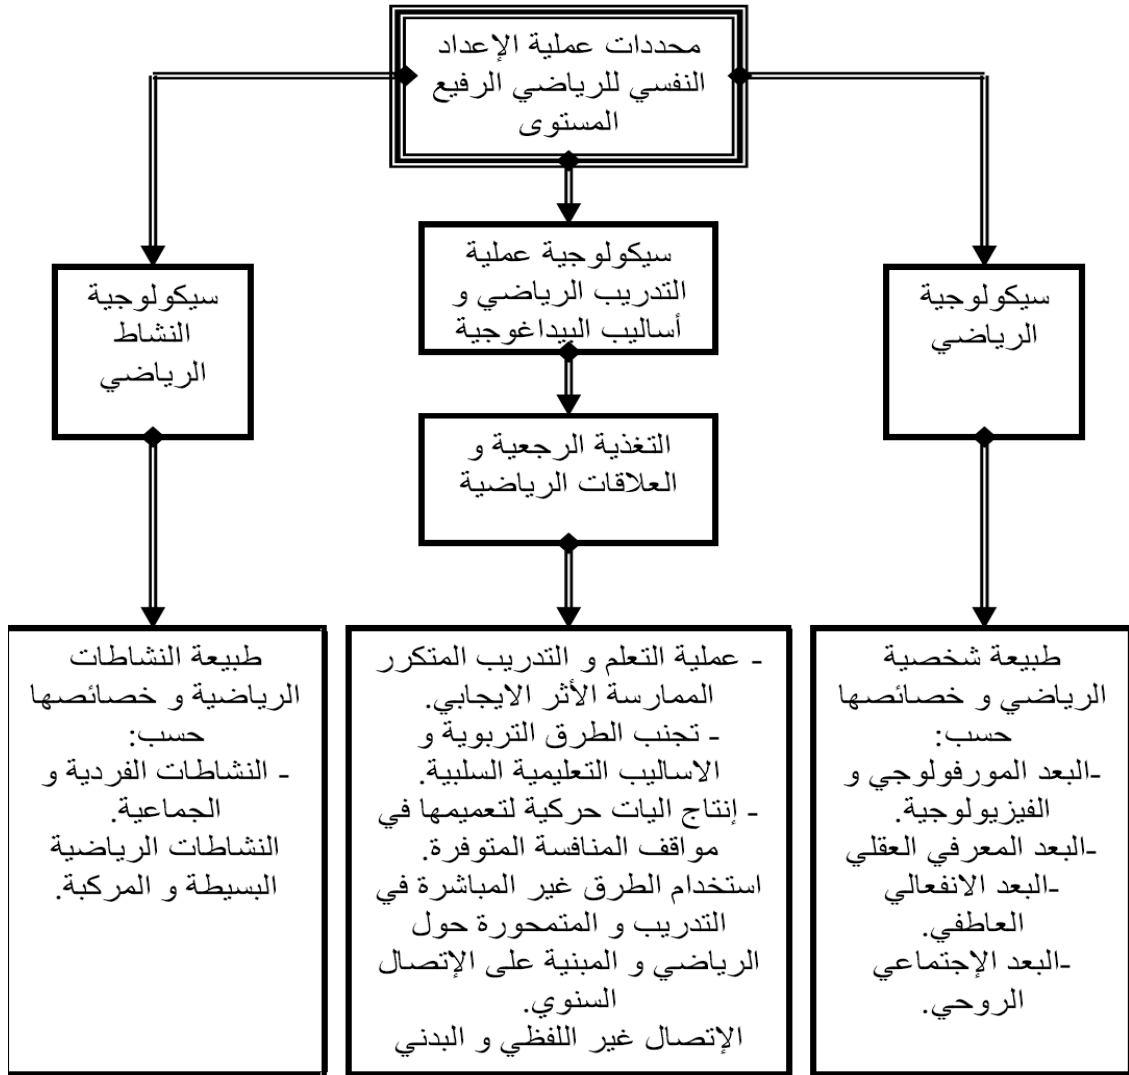 محددات عملية الإعداد
النفسي للرياضي الرفيع
المستوى
سيكولوجية
الرياضي
سيكولوجية عملية
التدريب الرياضي و
أساليب البيداغوجية
سيكولوجية
النشاط
الرياضي
التغذية الرجعية و
العلاقات الرياضية
طبيعة شخصية
الرياضي و خصائصها
حسب:
-البعد المورفولوجي و
الفيزيولوجية.
-البعد المعرفي العقلي
-البعد الانفعالي
العاطفي.
-البعد الإجتماعي
الروحي.
- عملية التعلم و التدريب المتكرر
الممارسة الأثر الايجابي.
- تجنب الطرق التربوية و
الاساليب التعليمية السلبية.
- إنتاج اليات حركية لتعميمها في
مواقف المنافسة المتوفرة.
استخدام الطرق غير المباشرة في
التدريب و المتمحورة حول
الرياضي و المبنية على الإتصال
السنوي.
الإتصال غير اللفظي و البدني
طبيعة النشاطات
الرياضية و خصائصها
حسب:
- النشاطات الفردية و
الجماعية.
النشاطات الرياضية
البسيطة و المركبة.